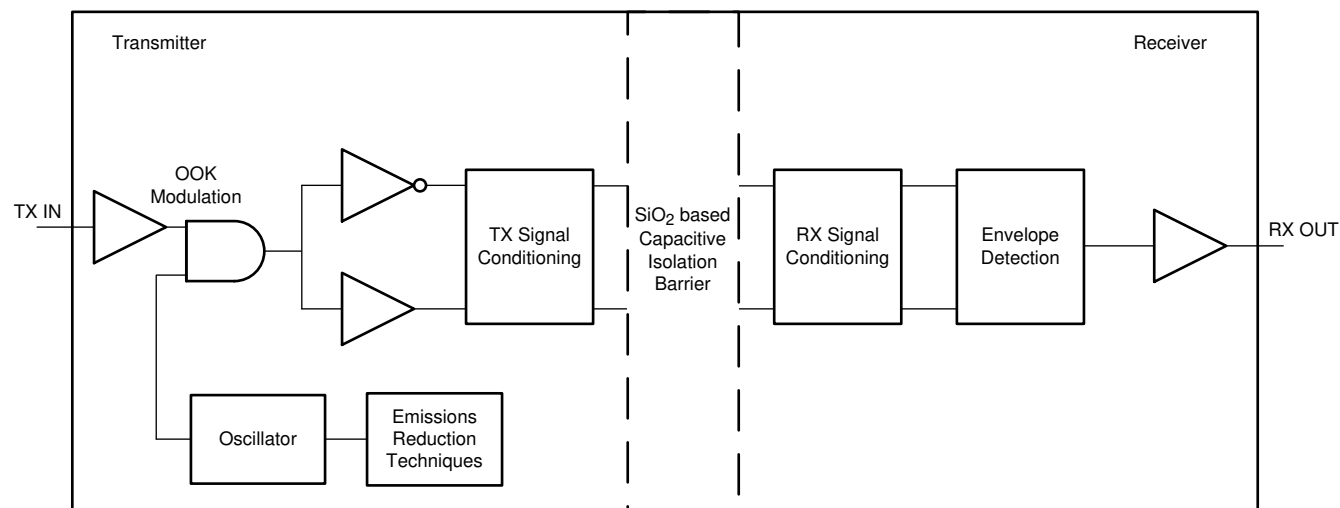 Transmitter
Receiver
OOK
Modulation
TX IN
TX Signal
Conditioning
SiO₂ based
Capacitive
Isolation
Barrier
RX Signal
Conditioning
Envelope
Detection
RX OUT
Oscillator
Emissions
Reduction
Techniques